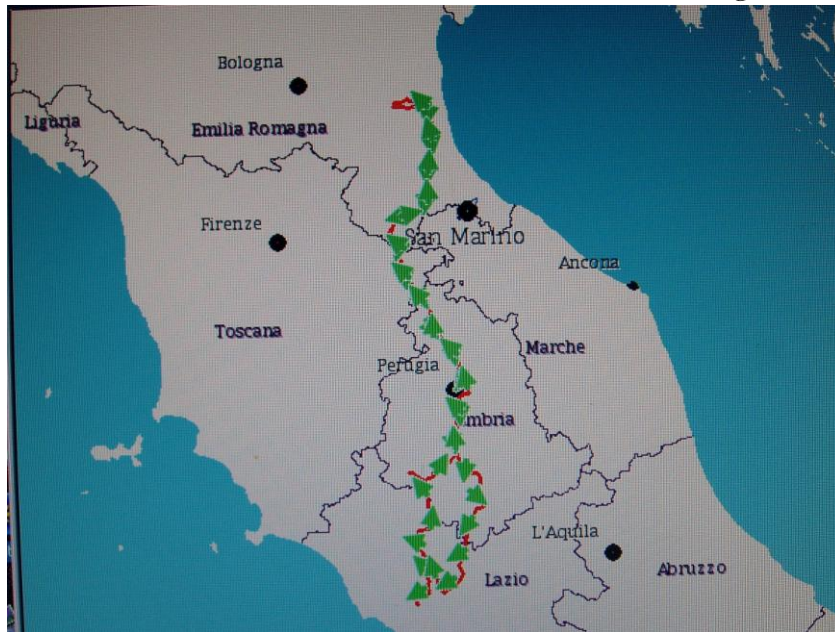 Bologna
Liguria
Emilia Romagna
Firenze
San Marino
Ancona
Toscana
Marche
Perugia
mbria
L'Aquila
Lazio
Abruzzo